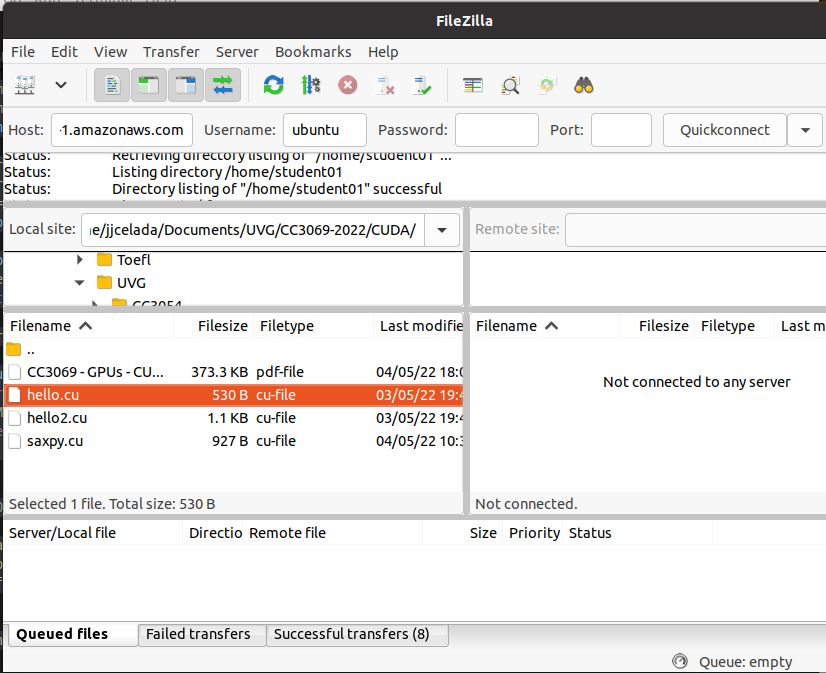 FileZilla
File Edit View Transfer Server Bookmarks Help
Host: -1.amazonaws.com Username: ubuntu Password: Port: Quickconnect
Status: Retrieving directory listing of "/home/student01"...
Status: Listing directory /home/student01
Status: Directory listing of "/home/student01" successful
Local site: ne/jjcelada/Documents/UVG/CC3069-2022/CUDA/ Remote site:
Toefl
UVG
CC3054
Filename Filesize Filetype Last modifie Filename Filesize Filetype Last m
..
CC3069 - GPUs - CU... 373.3 KB pdf-file 04/05/22 18:0
Not connected to any server
hello.cu 530 B cu-file 03/05/22 19:4
hello2.cu 1.1 KB cu-file 03/05/22 19:4
saxpy.cu 927 B cu-file 04/05/22 10:3
Selected 1 file. Total size: 530 B Not connected.
Server/Local file Directio Remote file Size Priority Status
Queued files Failed transfers Successful transfers (8)
Queue: empty